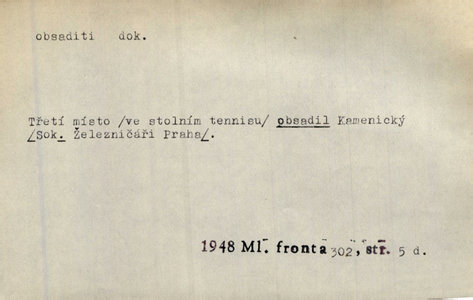 obsaditi dok.
Třetí místo /ve stolním tennisu/ obsadil Kamenický
/Sok. Železničáři Praha/.
1948 Ml. fronta 302, str. 5 d.